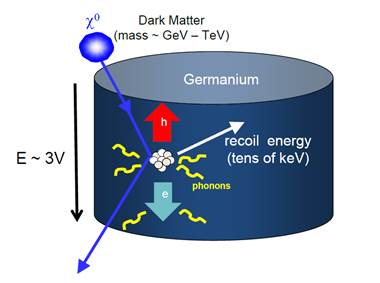 χ⁰
Dark Matter
(mass ~ GeV – TeV)
Germanium
h
recoil energy
(tens of keV)
E ~ 3V
phonons
e